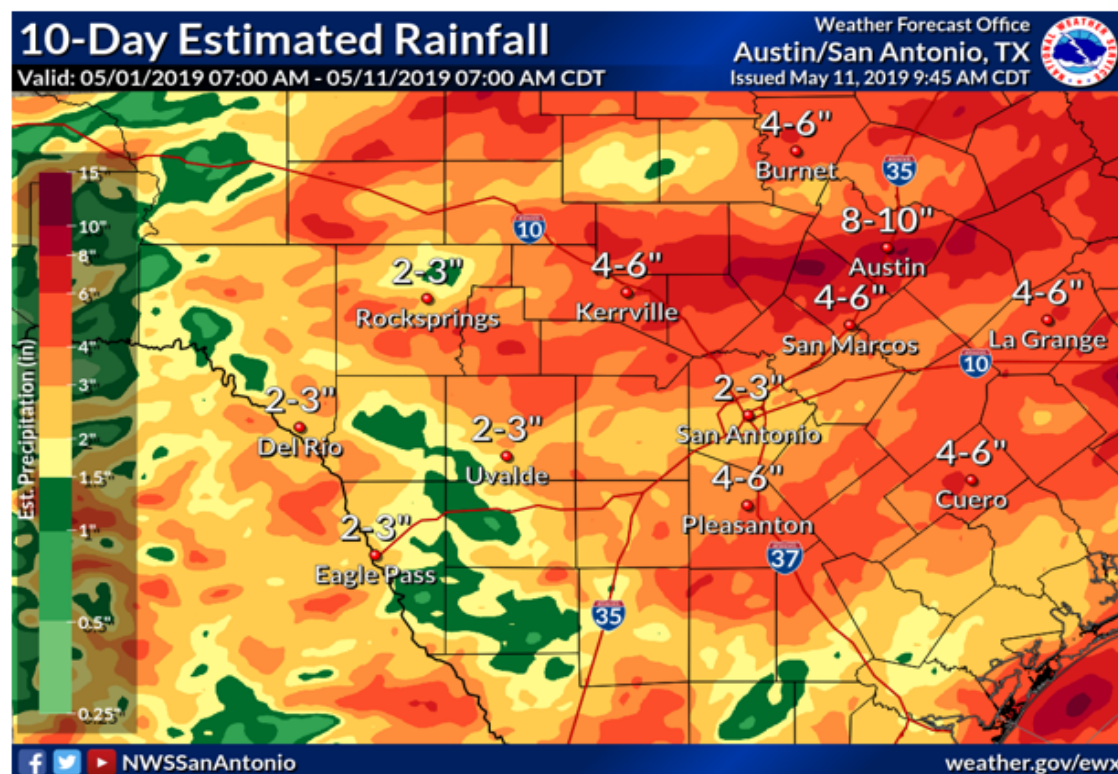 10-Day Estimated Rainfall
Valid: 05/01/2019 07:00 AM - 05/11/2019 07:00 AM CDT
Weather Forecast Office
Austin/San Antonio, TX
Issued May 11, 2019 9:45 AM CDT
NATIONAL WEATHER SERVICE
Est. Precipitation (in)
15"
10"
8"
6"
4"
3"
2"
1.5"
1"
0.5"
0.25"
4-6"
Burnet
35
8-10"
Austin
10
2-3"
Rocksprings
4-6"
Kerrville
4-6"
San Marcos
4-6"
La Grange
10
2-3"
Del Rio
2-3"
Uvalde
2-3"
San Antonio
4-6"
Pleasanton
4-6"
Cuero
2-3"
Eagle Pass
37
35
NWSSanAntonio
weather.gov/ewx